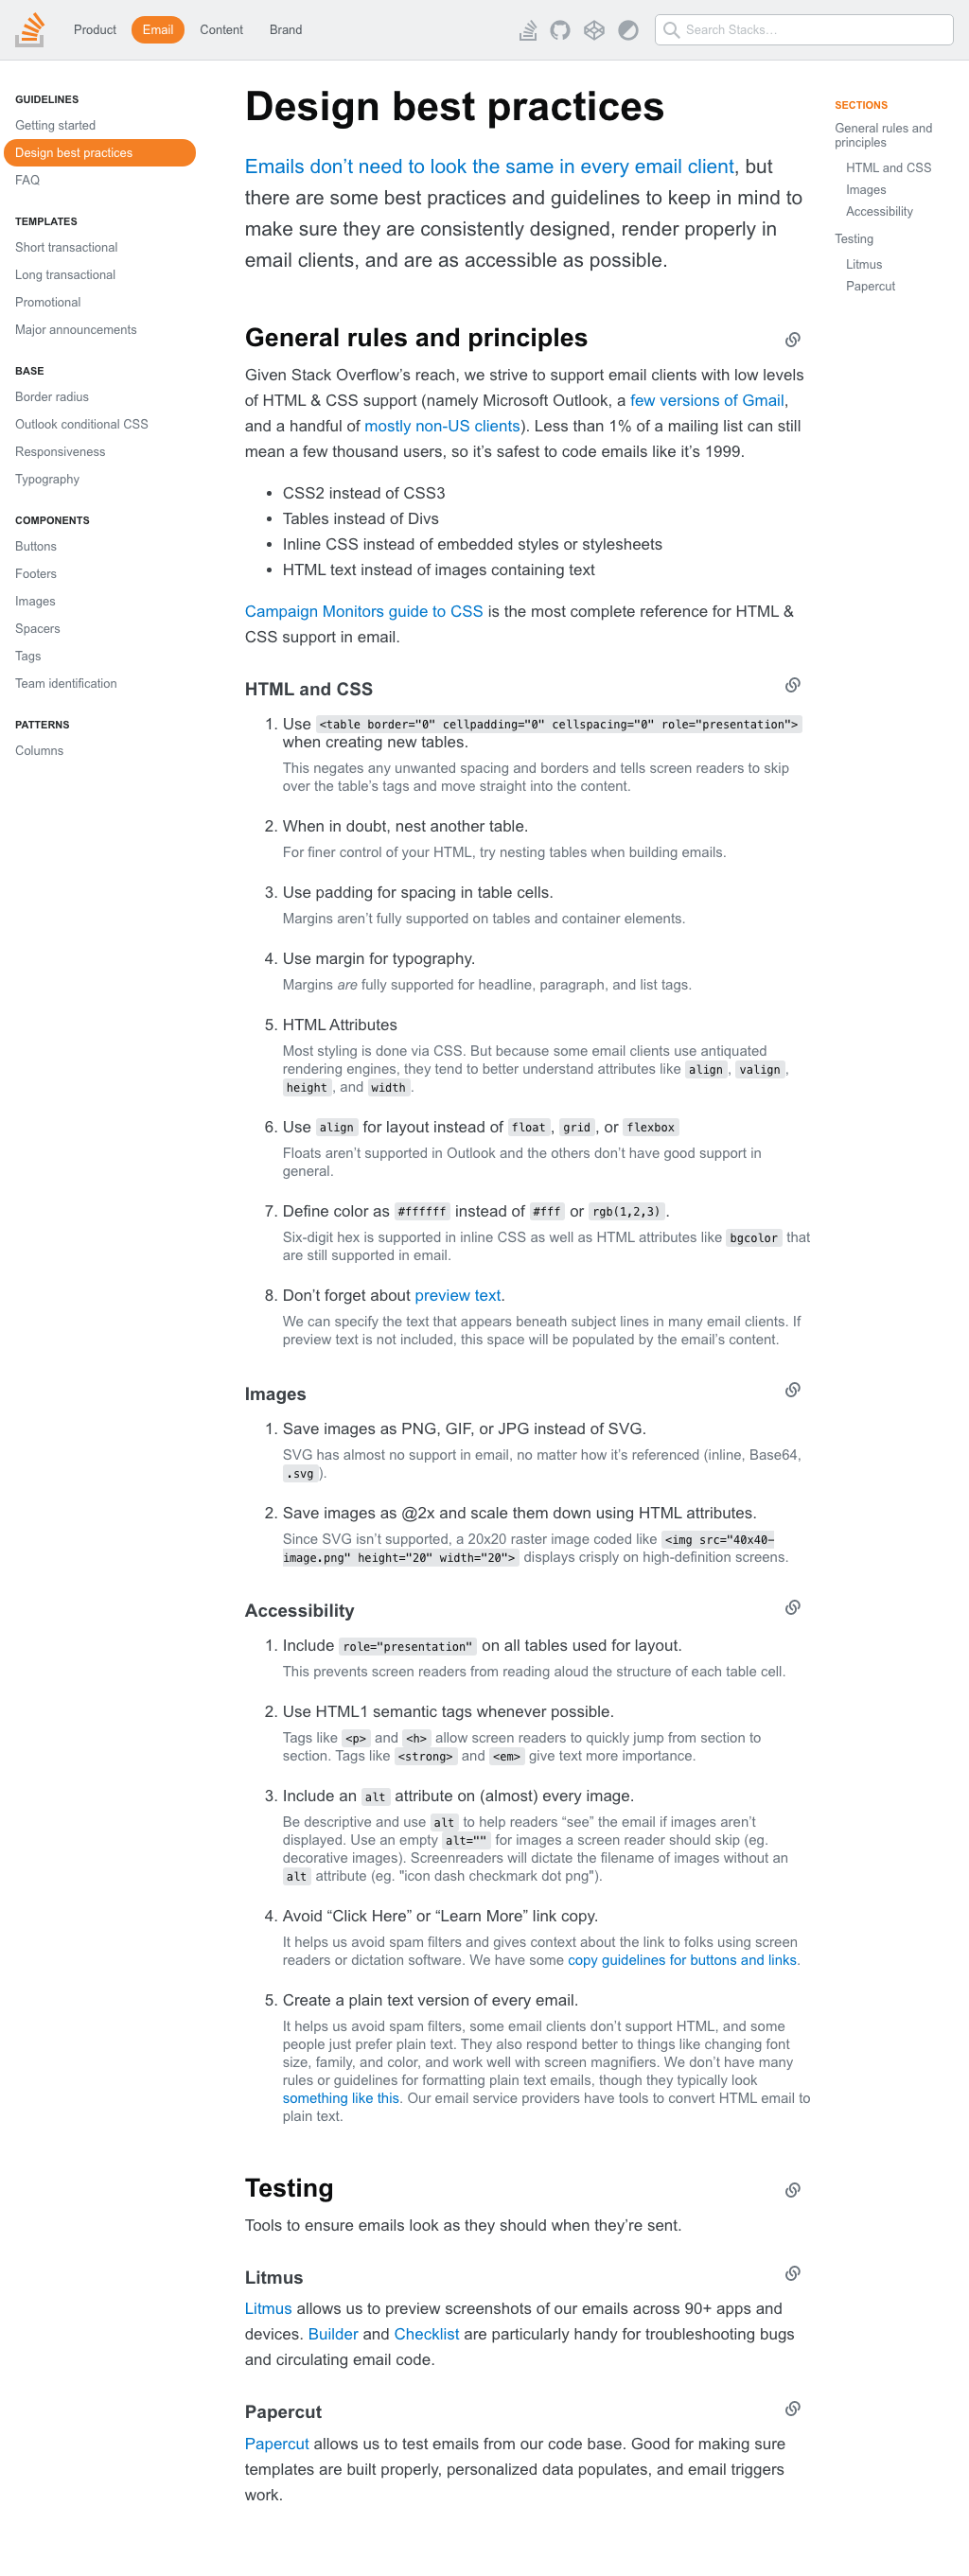 Product Email Content Brand Search Stacks...
GUIDELINES
Getting started
Design best practices
FAQ
TEMPLATES
Short transactional
Long transactional
Promotional
Major announcements
BASE
Border radius
Outlook conditional CSS
Responsiveness
Typography
COMPONENTS
Buttons
Footers
Images
Spacers
Tags
Team identification
PATTERNS
Columns
Design best practices
Emails don’t need to look the same in every email client, but
there are some best practices and guidelines to keep in mind to
make sure they are consistently designed, render properly in
email clients, and are as accessible as possible.
General rules and principles
Given Stack Overflow’s reach, we strive to support email clients with low levels
of HTML & CSS support (namely Microsoft Outlook, a few versions of Gmail,
and a handful of mostly non-US clients). Less than 1% of a mailing list can still
mean a few thousand users, so it’s safest to code emails like it’s 1999.
• CSS2 instead of CSS3
• Tables instead of Divs
• Inline CSS instead of embedded styles or stylesheets
• HTML text instead of images containing text
Campaign Monitors guide to CSS is the most complete reference for HTML &
CSS support in email.
HTML and CSS
1. Use <table border="0" cellpadding="0" cellspacing="0" role="presentation">
when creating new tables.
This negates any unwanted spacing and borders and tells screen readers to skip
over the table’s tags and move straight into the content.
2. When in doubt, nest another table.
For finer control of your HTML, try nesting tables when building emails.
3. Use padding for spacing in table cells.
Margins aren’t fully supported on tables and container elements.
4. Use margin for typography.
Margins are fully supported for headline, paragraph, and list tags.
5. HTML Attributes
Most styling is done via CSS. But because some email clients use antiquated
rendering engines, they tend to better understand attributes like align, valign,
height, and width.
6. Use align for layout instead of float, grid, or flexbox
Floats aren’t supported in Outlook and the others don’t have good support in
general.
7. Define color as #ffffff instead of #fff or rgb(1,2,3).
Six-digit hex is supported in inline CSS as well as HTML attributes like bgcolor that
are still supported in email.
8. Don’t forget about preview text.
We can specify the text that appears beneath subject lines in many email clients. If
preview text is not included, this space will be populated by the email’s content.
Images
1. Save images as PNG, GIF, or JPG instead of SVG.
SVG has almost no support in email, no matter how it’s referenced (inline, Base64,
.svg).
2. Save images as @2x and scale them down using HTML attributes.
Since SVG isn’t supported, a 20x20 raster image coded like <img src="40x40-
image.png" height="20" width="20"> displays crisply on high-definition screens.
Accessibility
1. Include role="presentation" on all tables used for layout.
This prevents screen readers from reading aloud the structure of each table cell.
2. Use HTML1 semantic tags whenever possible.
Tags like <p> and <h> allow screen readers to quickly jump from section to
section. Tags like <strong> and <em> give text more importance.
3. Include an alt attribute on (almost) every image.
Be descriptive and use alt to help readers “see” the email if images aren’t
displayed. Use an empty alt="" for images a screen reader should skip (eg.
decorative images). Screenreaders will dictate the filename of images without an
alt attribute (eg. "icon dash checkmark dot png").
4. Avoid “Click Here” or “Learn More” link copy.
It helps us avoid spam filters and gives context about the link to folks using screen
readers or dictation software. We have some copy guidelines for buttons and links.
5. Create a plain text version of every email.
It helps us avoid spam filters, some email clients don’t support HTML, and some
people just prefer plain text. They also respond better to things like changing font
size, family, and color, and work well with screen magnifiers. We don’t have many
rules or guidelines for formatting plain text emails, though they typically look
something like this. Our email service providers have tools to convert HTML email to
plain text.
Testing
Tools to ensure emails look as they should when they’re sent.
Litmus
Litmus allows us to preview screenshots of our emails across 90+ apps and
devices. Builder and Checklist are particularly handy for troubleshooting bugs
and circulating email code.
Papercut
Papercut allows us to test emails from our code base. Good for making sure
templates are built properly, personalized data populates, and email triggers
work.
SECTIONS
General rules and
principles
HTML and CSS
Images
Accessibility
Testing
Litmus
Papercut